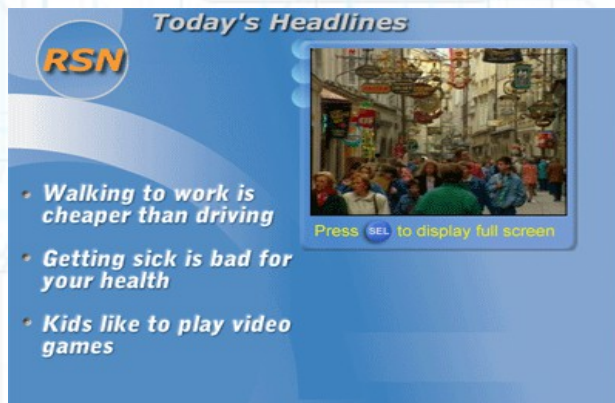 Today's Headlines
RSN
Walking to work is
cheaper than driving
Getting sick is bad for
your health
Kids like to play video
games
Press SEL to display full screen